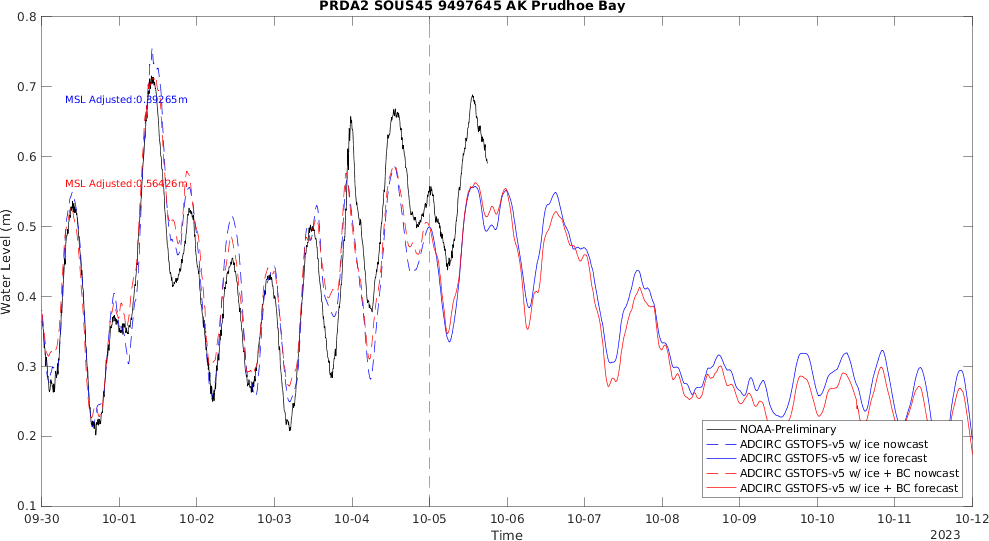 PRDA2 SOUS45 9497645 AK Prudhoe Bay
0.8
0.7
0.6
0.5
0.4
0.3
0.2
0.1
Water Level (m)
MSL Adjusted:0.89265m
MSL Adjusted:0.56426m
NOAA-Preliminary
ADCIRC GSTOFS-v5 w/ ice nowcast
ADCIRC GSTOFS-v5 w/ ice forecast
ADCIRC GSTOFS-v5 w/ ice + BC nowcast
ADCIRC GSTOFS-v5 w/ ice + BC forecast
09-30 10-01 10-02 10-03 10-04 10-05 10-06 10-07 10-08 10-09 10-10 10-11 10-12
Time
2023